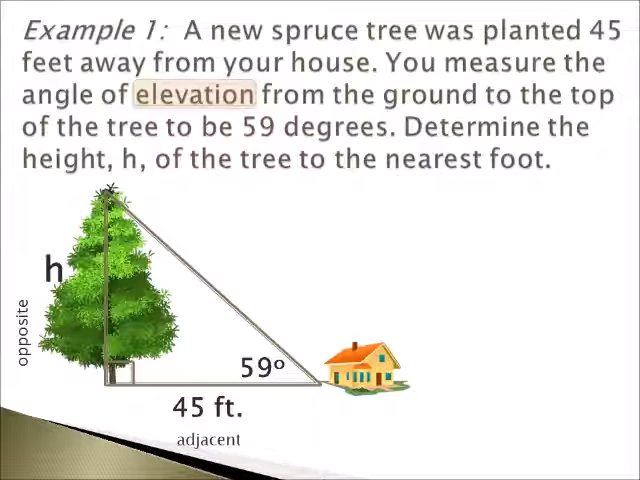 Example 1: A new spruce tree was planted 45
feet away from your house. You measure the
angle of elevation from the ground to the top
of the tree to be 59 degrees. Determine the
height, h, of the tree to the nearest foot.
h
opposite
59º
45 ft.
adjacent